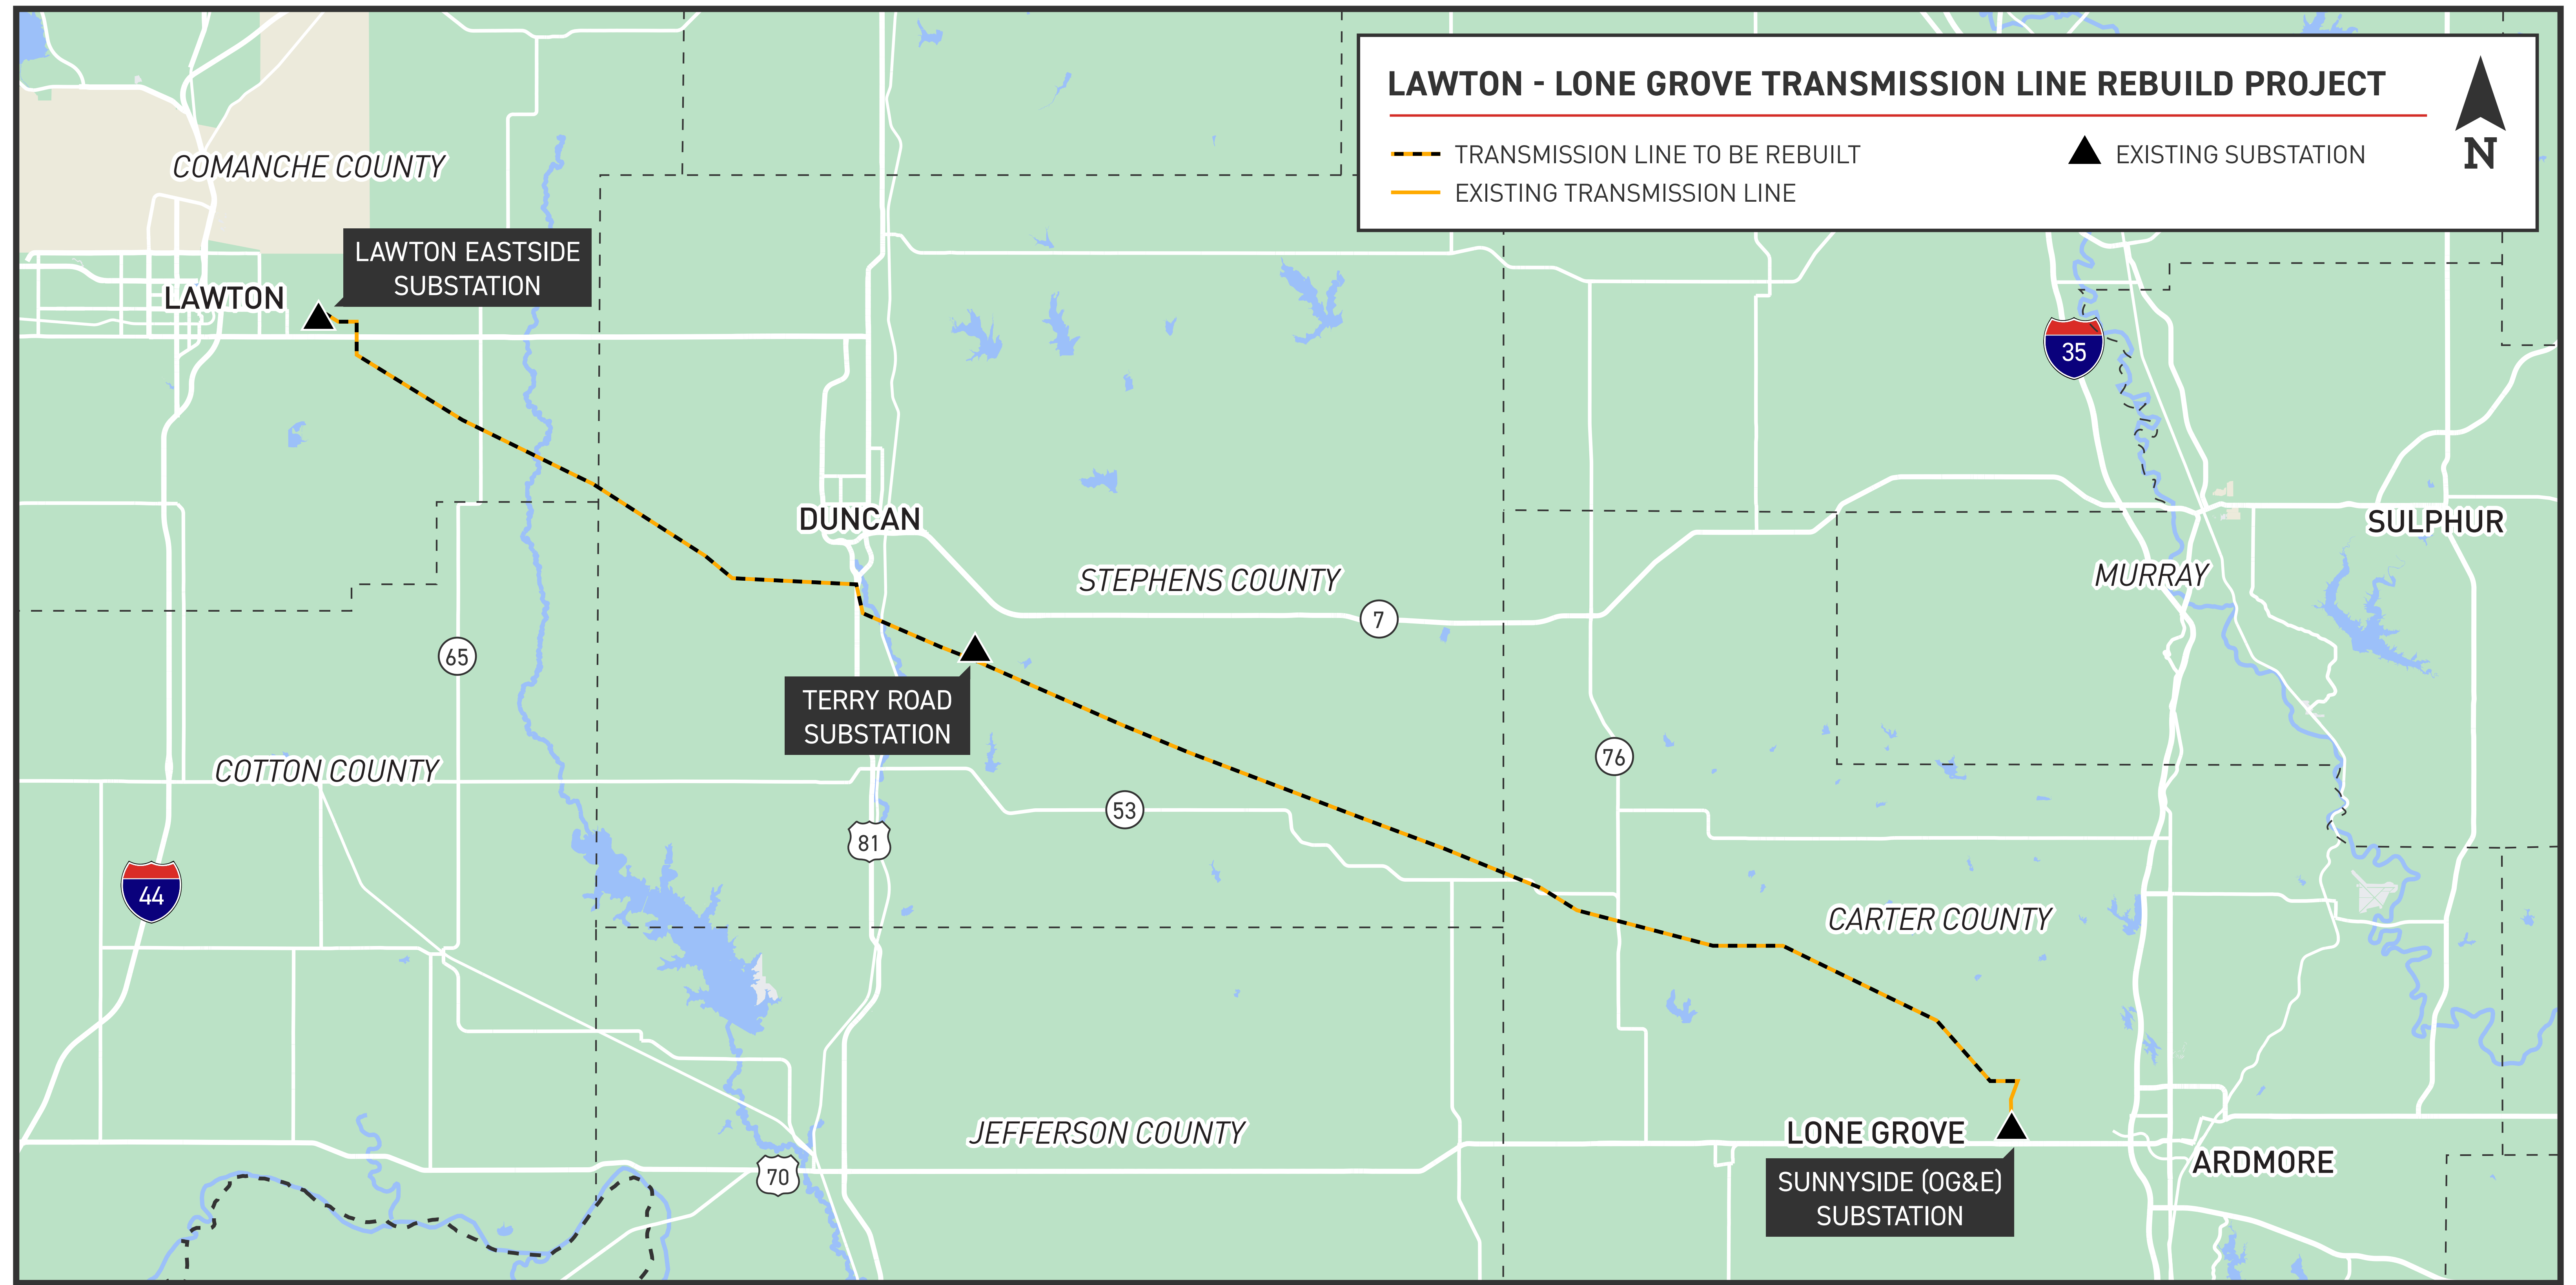 LAWTON - LONE GROVE TRANSMISSION LINE REBUILD PROJECT
TRANSMISSION LINE TO BE REBUILT
EXISTING SUBSTATION
EXISTING TRANSMISSION LINE
N
COMANCHE COUNTY
LAWTON EASTSIDE
SUBSTATION
LAWTON
35
DUNCAN
SULPHUR
STEPHENS COUNTY
MURRAY
7
65
TERRY ROAD
SUBSTATION
76
COTTON COUNTY
53
81
44
CARTER COUNTY
JEFFERSON COUNTY
LONE GROVE
ARDMORE
70
SUNNYSIDE (OG&E)
SUBSTATION